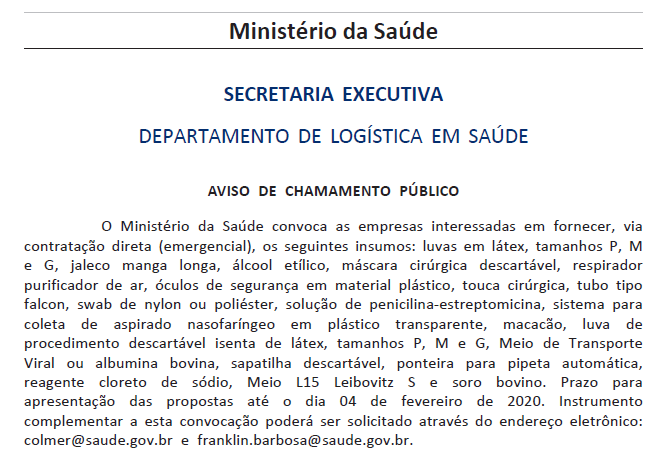 Ministério da Saúde
SECRETARIA EXECUTIVA
DEPARTAMENTO DE LOGÍSTICA EM SAÚDE
AVISO DE CHAMAMENTO PÚBLICO
O Ministério da Saúde convoca as empresas interessadas em fornecer, via
contratação direta (emergencial), os seguintes insumos: luvas em látex, tamanhos P, M
e G, jaleco manga longa, álcool etílico, máscara cirúrgica descartável, respirador
purificador de ar, óculos de segurança em material plástico, touca cirúrgica, tubo tipo
falcon, swab de nylon ou poliéster, solução de penicilina-estreptomicina, sistema para
coleta de aspirado nasofaríngeo em plástico transparente, macacão, luva de
procedimento descartável isenta de látex, tamanhos P, M e G, Meio de Transporte
Viral ou albumina bovina, sapatilha descartável, ponteira para pipeta automática,
reagente cloreto de sódio, Meio L15 Leibovitz S e soro bovino. Prazo para
apresentação das propostas até o dia 04 de fevereiro de 2020. Instrumento
complementar a esta convocação poderá ser solicitado através do endereço eletrônico:
colmer@saude.gov.br e franklin.barbosa@saude.gov.br.